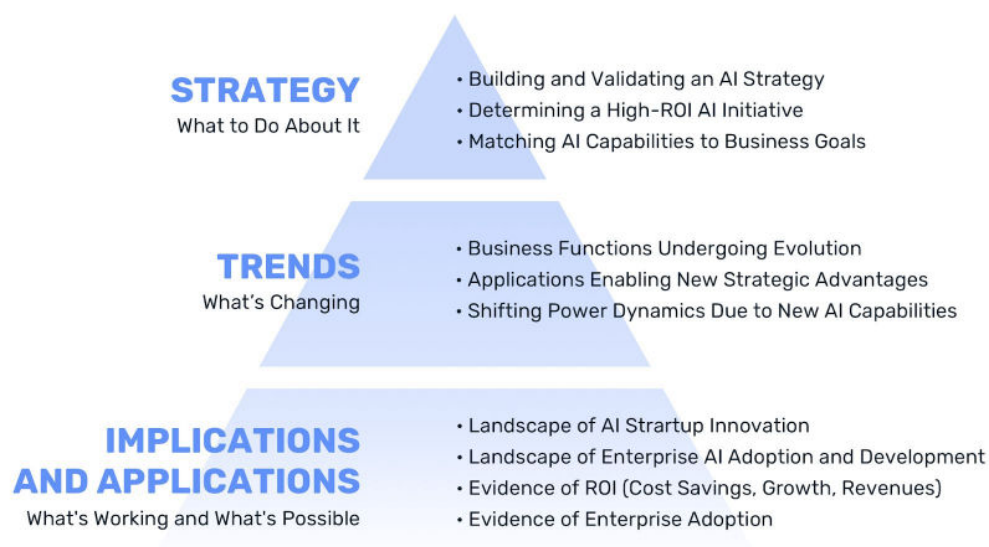 STRATEGY
What to Do About It
• Building and Validating an AI Strategy
• Determining a High-ROI AI Initiative
• Matching AI Capabilities to Business Goals
TRENDS
What's Changing
• Business Functions Undergoing Evolution
• Applications Enabling New Strategic Advantages
• Shifting Power Dynamics Due to New AI Capabilities
IMPLICATIONS
AND APPLICATIONS
What's Working and What's Possible
• Landscape of AI Strartup Innovation
• Landscape of Enterprise AI Adoption and Development
• Evidence of ROI (Cost Savings, Growth, Revenues)
• Evidence of Enterprise Adoption